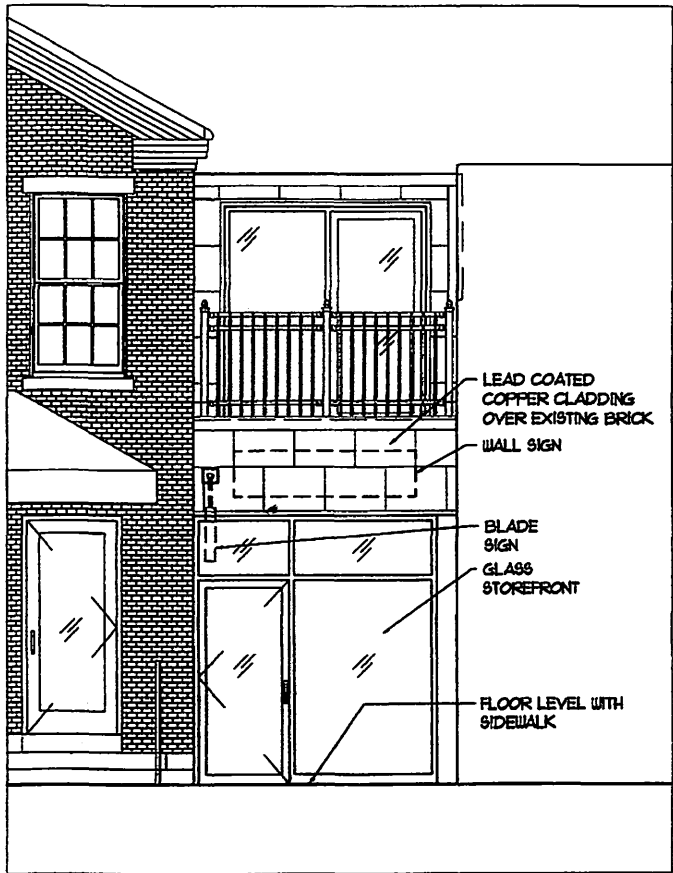 LEAD COATED
COPPER CLADDING
OVER EXISTING BRICK
WALL SIGN
BLADE
SIGN
GLASS
STOREFRONT
FLOOR LEVEL WITH
SIDEWALK